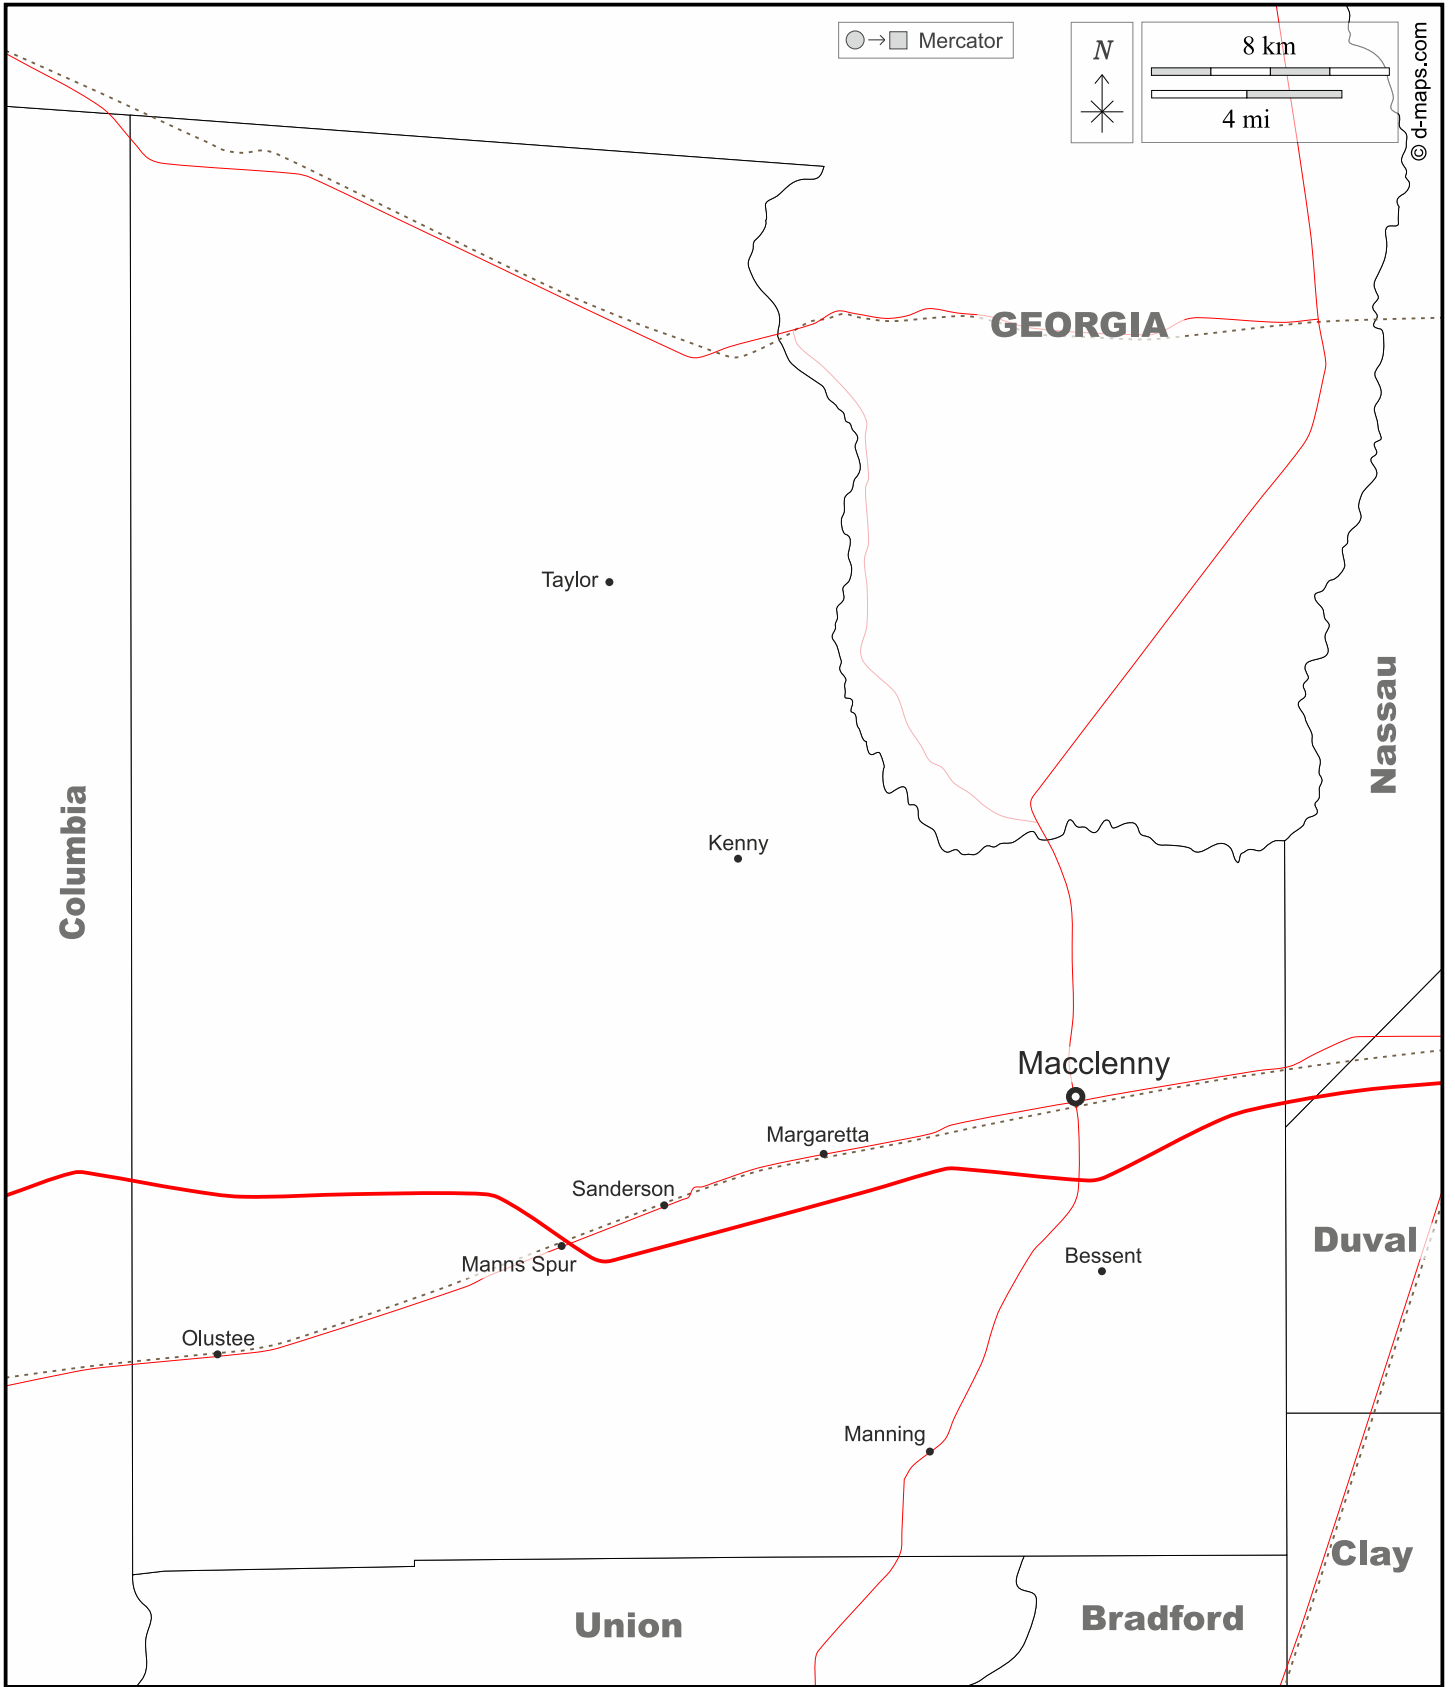 Mercator
N
8 km
4 mi
© d-maps.com
GEORGIA
Taylor
Nassau
Columbia
Kenny
Macclenny
Margaretta
Sanderson
Manns Spur
Bessent
Duval
Olustee
Manning
Clay
Union
Bradford